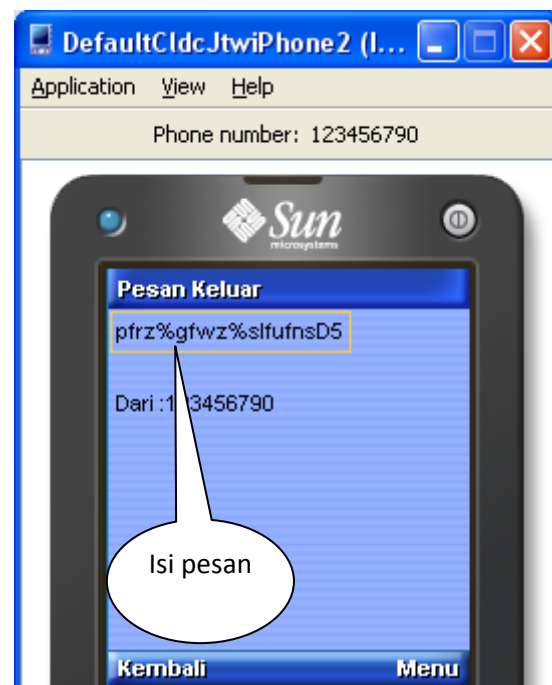 DefaultCldcJtwiPhone2 (I...
Application View Help
Phone number: 123456790
Sun
microsystems
Pesan Keluar
pfrz%gfwz%slfufnsD5
Dari :123456790
Isi pesan
Kembali Menu